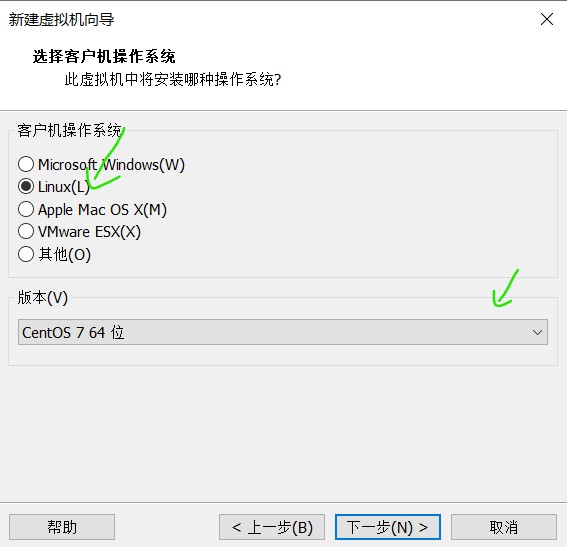 新建虚拟机向导
选择客户机操作系统
此虚拟机中将安装哪种操作系统?
客户机操作系统
Microsoft Windows(W)
Linux(L)
Apple Mac OS X(M)
VMware ESX(X)
其他(O)
版本(V)
CentOS 7 64 位
帮助
< 上一步(B)
下一步(N) >
取消